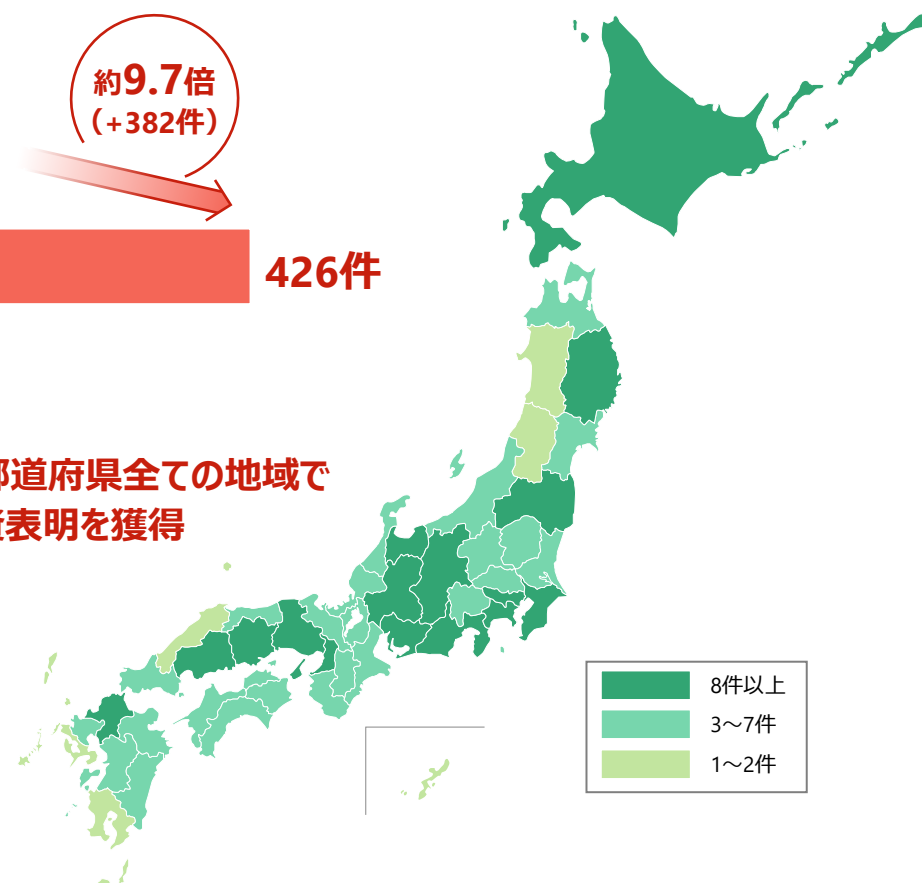 約9.7倍
（+382件）
426件
都道府県全ての地域で
表明を獲得
8件以上
3～7件
1～2件